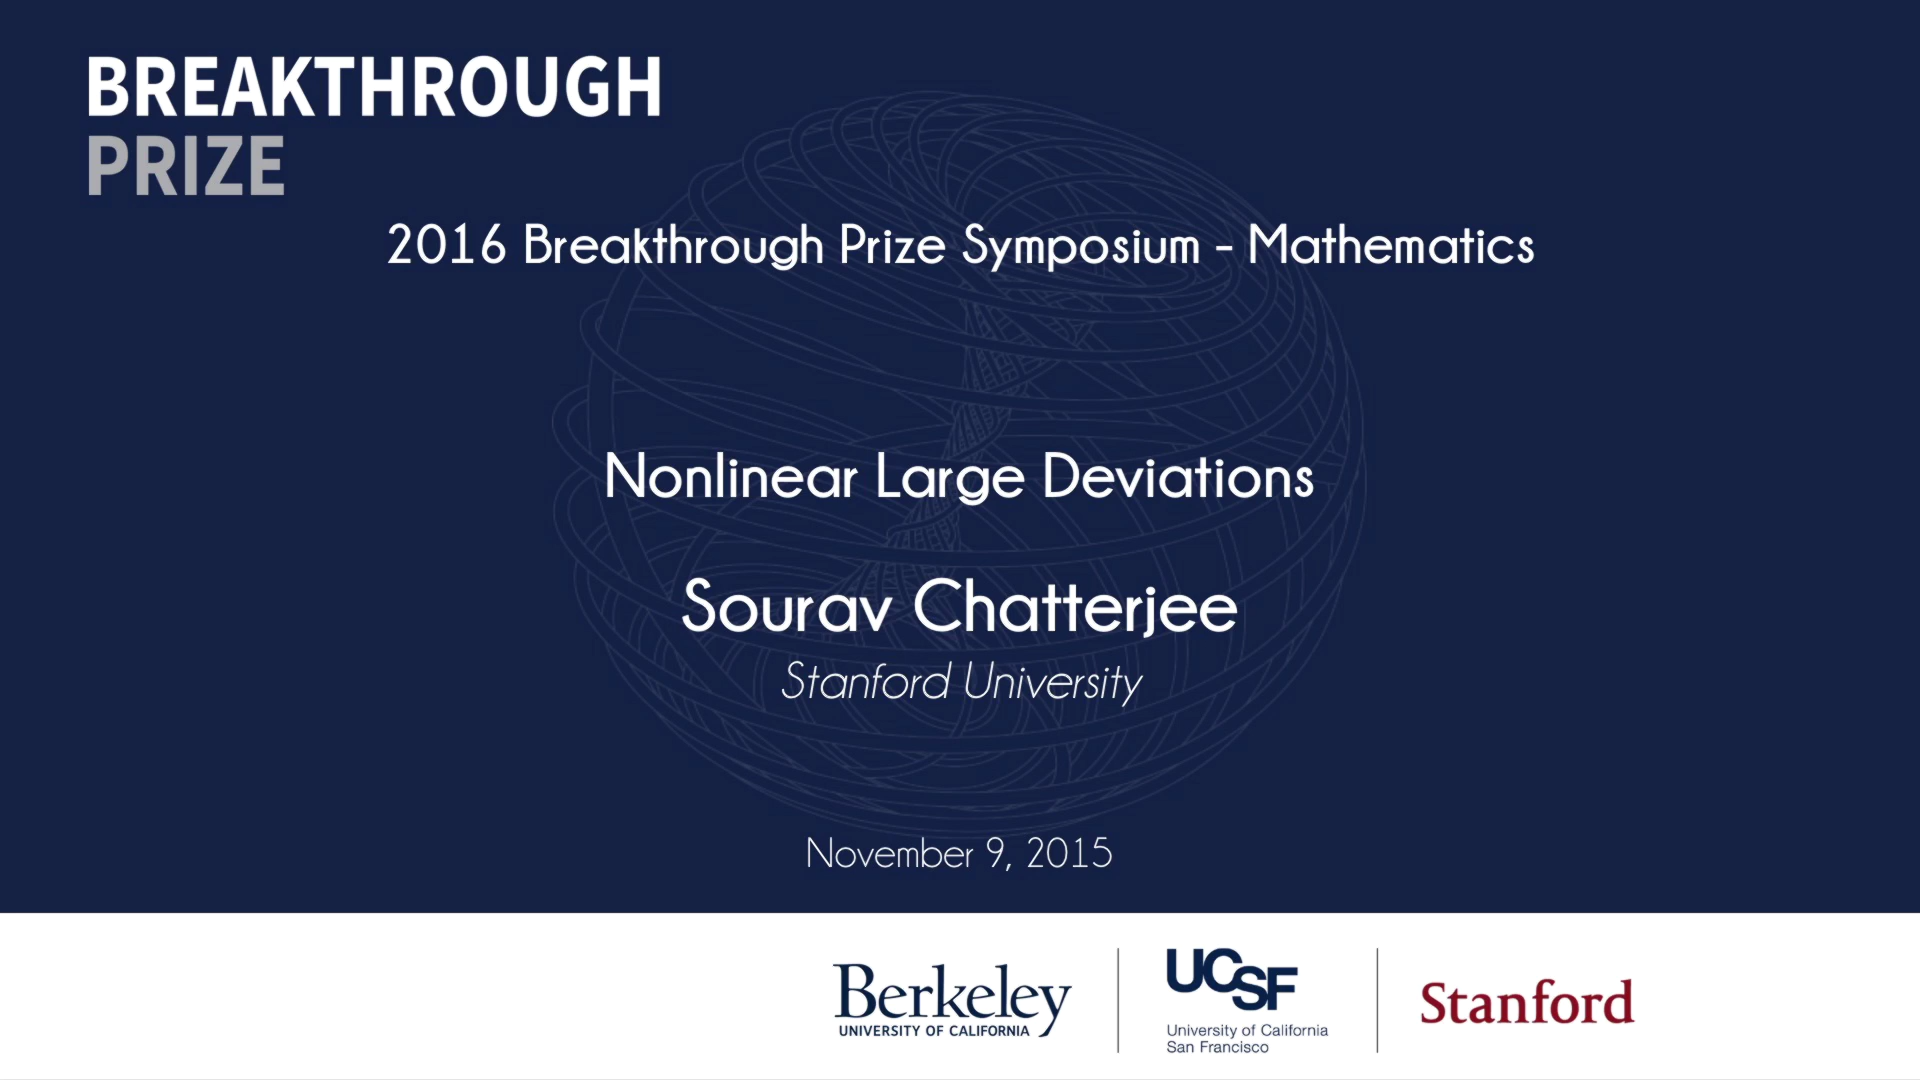 BREAKTHROUGH
PRIZE
2016 Breakthrough Prize Symposium - Mathematics
Nonlinear Large Deviations
Sourav Chatterjee
Stanford University
November 9, 2015
Berkeley
UNIVERSITY OF CALIFORNIA
UCSF
University of California
San Francisco
Stanford